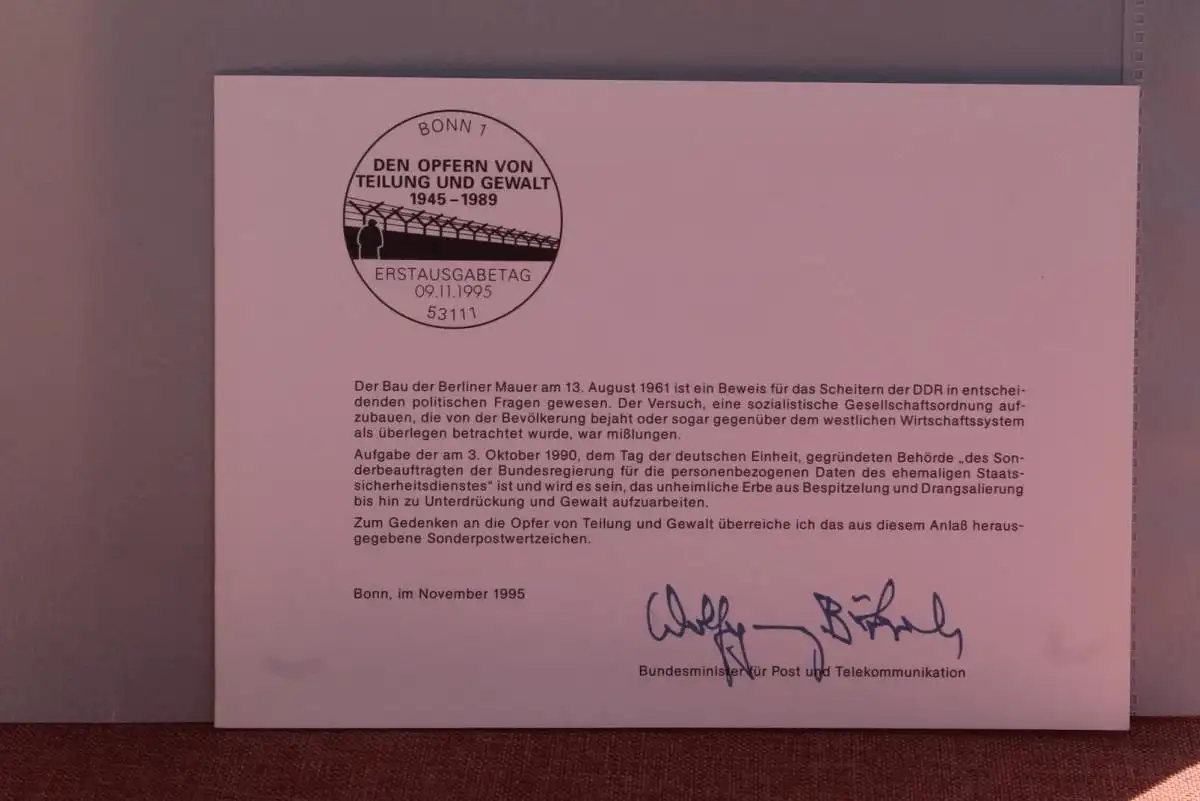 BONN 1
DEN OPFERN VON
TEILUNG UND GEWALT
1945–1989
ERSTAUSGABETAG
09.11.1995
53111
Der Bau der Berliner Mauer am 13. August 1961 ist ein Beweis für das Scheitern der DDR in entschei-
denden politischen Fragen gewesen. Der Versuch, eine sozialistische Gesellschaftsordnung auf-
zubauen, die von der Bevölkerung bejaht oder sogar gegenüber dem westlichen Wirtschaftssystem
als überlegen betrachtet wurde, war mißlungen.
Aufgabe der am 3. Oktober 1990, dem Tag der deutschen Einheit, gegründeten Behörde „des Son-
derbeauftragten der Bundesregierung für die personenbezogenen Daten des ehemaligen Staats-
sicherheitsdienstes“ ist und wird es sein, das unheimliche Erbe aus Bespitzelung und Drangsalierung
bis hin zu Unterdrückung und Gewalt aufzuarbeiten.
Zum Gedenken an die Opfer von Teilung und Gewalt überreiche ich das aus diesem Anlaß heraus-
gegebene Sonderpostwertzeichen.
Bonn, im November 1995
Wolfgang Bötsch
Bundesminister für Post und Telekommunikation